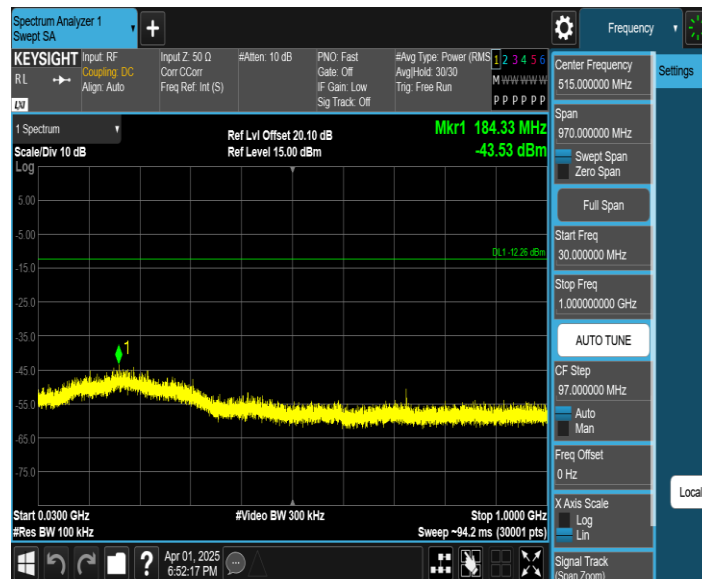 Spectrum Analyzer 1
Swept SA
+
Frequency
KEYSIGHT
RL
LXI
Input: RF
Coupling: DC
Align: Auto
Input Z: 50 Ω
Corr CCorr
Freq Ref: Int (S)
#Atten: 10 dB
PNO: Fast
Gate: Off
IF Gain: Low
Sig Track: Off
#Avg Type: Power (RMS
Avg|Hold: 30/30
Trig: Free Run
1 2 3 4 5 6
M W W W W W
P P P P P P
1 Spectrum
Scale/Div 10 dB
Log
Ref Lvl Offset 20.10 dB
Ref Level 15.00 dBm
Mkr1 184.33 MHz
-43.53 dBm
5.00
-5.00
DL1 -12.26 dBm
-15.0
-25.0
-35.0
1
-45.0
-55.0
-65.0
-75.0
Start 0.0300 GHz
#Res BW 100 kHz
#Video BW 300 kHz
Stop 1.0000 GHz
Sweep ~94.2 ms (30001 pts)
?
Apr 01, 2025
6:52:17 PM
Center Frequency
515.000000 MHz
Span
970.000000 MHz
Swept Span
Zero Span
Full Span
Start Freq
30.000000 MHz
Stop Freq
1.000000000 GHz
AUTO TUNE
CF Step
97.000000 MHz
Auto
Man
Freq Offset
0 Hz
X Axis Scale
Log
Lin
Signal Track
(Span Zoom)
Settings
Local